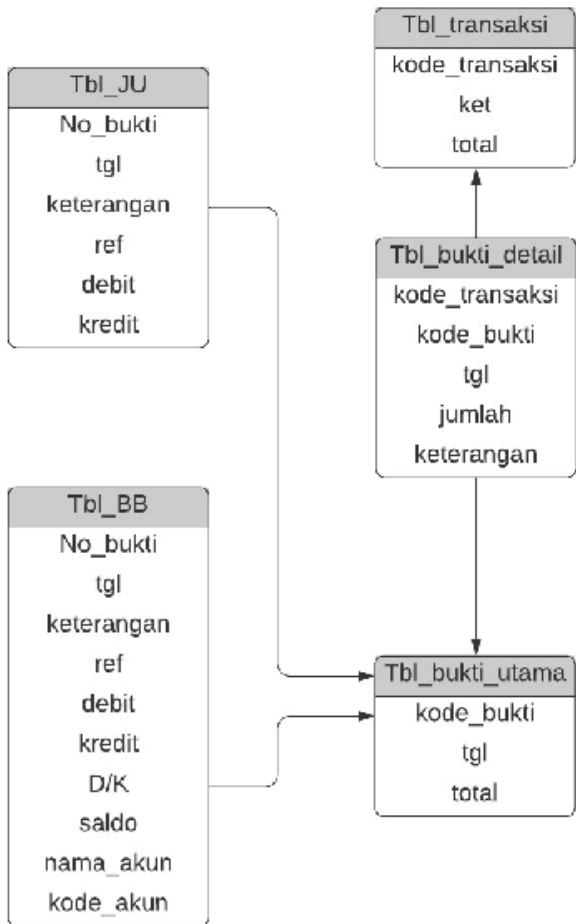 Tbl_transaksi
kode_transaksi
ket
total
Tbl_JU
No_bukti
tgl
keterangan
ref
debit
kredit
Tbl_bukti_detail
kode_transaksi
kode_bukti
tgl
jumlah
keterangan
Tbl_BB
No_bukti
tgl
keterangan
ref
debit
kredit
D/K
saldo
nama_akun
kode_akun
Tbl_bukti_utama
kode_bukti
tgl
total